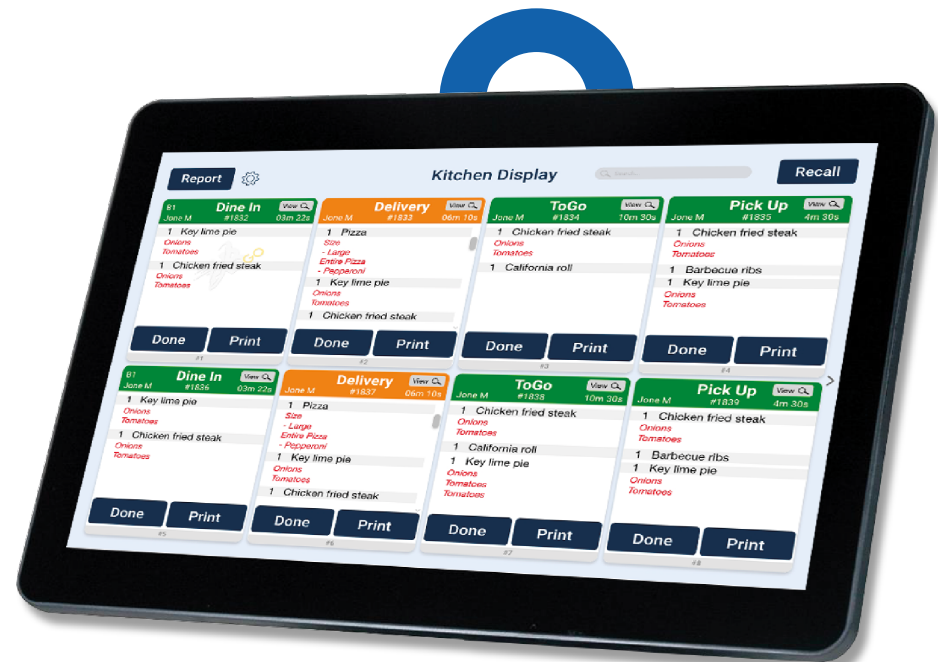 Report
Kitchen Display
Search...
Recall
B1 Dine In View
Jone M #1832 03m 22s
1 Key lime pie
Onions
Tomatoes
1 Chicken fried steak
Onions
Tomatoes
Done Print
#1
Delivery View
Jone M #1833 06m 10s
1 Pizza
Size
- Large
Entire Pizza
- Pepperoni
1 Key lime pie
Onions
Tomatoes
1 Chicken fried steak
Done Print
#2
ToGo View
Jone M #1834 10m 30s
1 Chicken fried steak
Onions
Tomatoes
1 California roll
Done Print
#3
Pick Up View
Jone M #1835 4m 30s
1 Chicken fried steak
Onions
Tomatoes
1 Barbecue ribs
1 Key lime pie
Onions
Tomatoes
Done Print
#4
B1 Dine In View
Jone M #1836 03m 22s
1 Key lime pie
Onions
Tomatoes
1 Chicken fried steak
Onions
Tomatoes
Done Print
#5
Delivery View
Jone M #1837 06m 10s
1 Pizza
Size
- Large
Entire Pizza
- Pepperoni
1 Key lime pie
Onions
Tomatoes
1 Chicken fried steak
Done Print
#6
ToGo View
Jone M #1838 10m 30s
1 Chicken fried steak
Onions
Tomatoes
1 California roll
1 Key lime pie
Onions
Tomatoes
Tomatoes
Done Print
#7
Pick Up View
Jone M #1839 4m 30s
1 Chicken fried steak
Onions
Tomatoes
1 Barbecue ribs
1 Key lime pie
Onions
Tomatoes
Done Print
#8